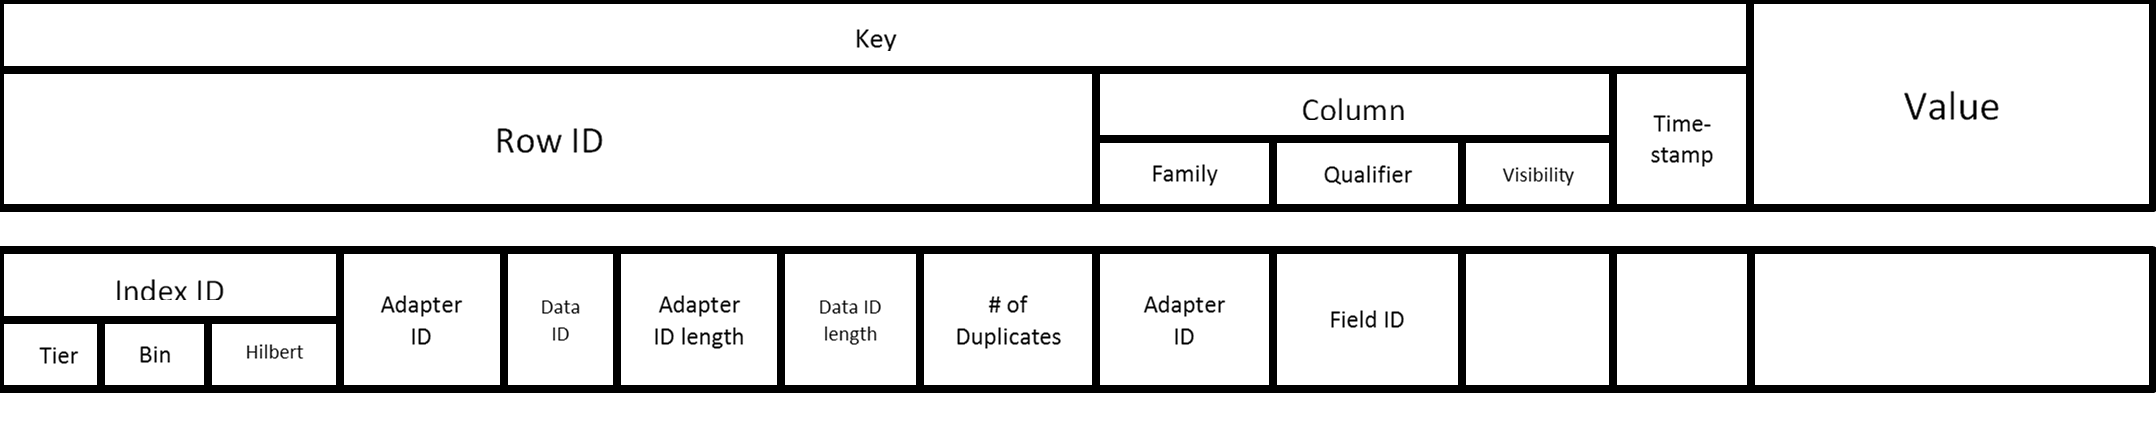 Key
Value
Row ID
Column
Time-
stamp
Family
Qualifier
Visibility
Index ID
Tier
Bin
Hilbert
Adapter
ID
Data
ID
Adapter
ID length
Data ID
length
# of
Duplicates
Adapter
ID
Field ID